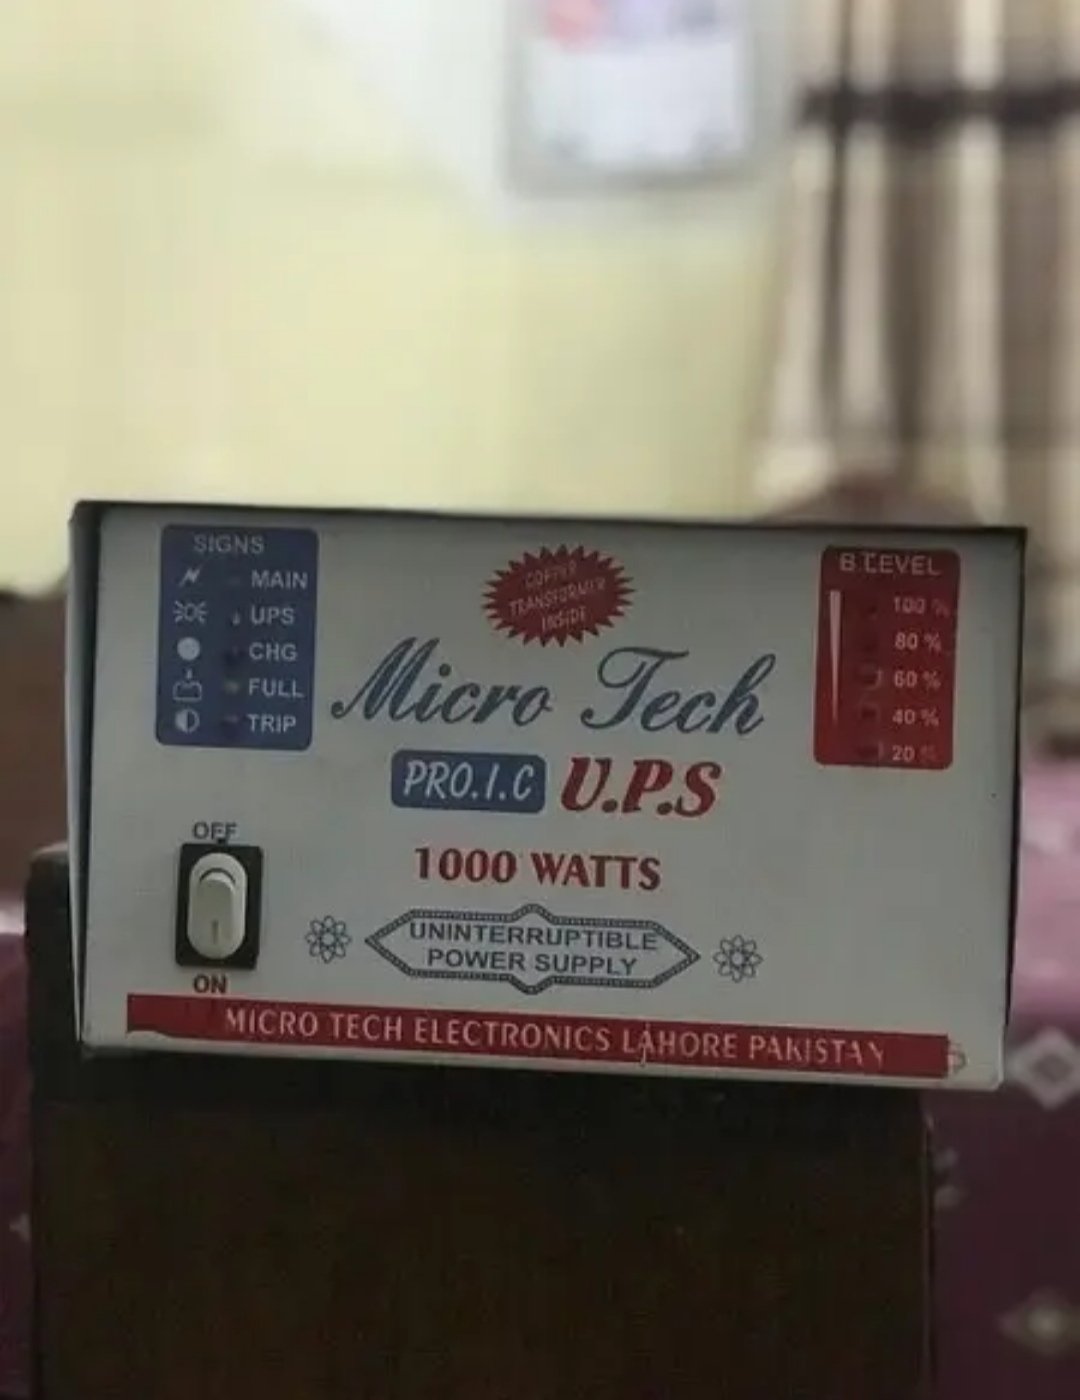 SIGNS
MAIN
UPS
CHG
FULL
TRIP
COPPER
TRANSFORMER
INSIDE
B.LEVEL
100 %
80 %
60 %
40 %
20 %
Micro Tech
PRO.I.C U.P.S
1000 WATTS
UNINTERRUPTIBLE
POWER SUPPLY
OFF
ON
MICRO TECH ELECTRONICS LAHORE PAKISTAN